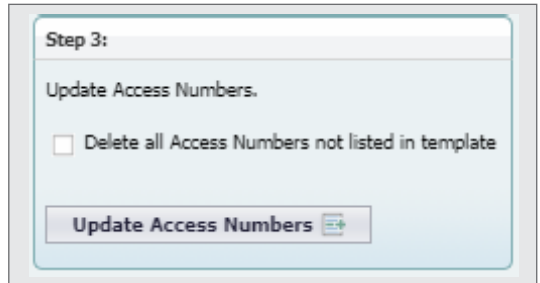 Step 3:
Update Access Numbers.
Delete all Access Numbers not listed in template
Update Access Numbers